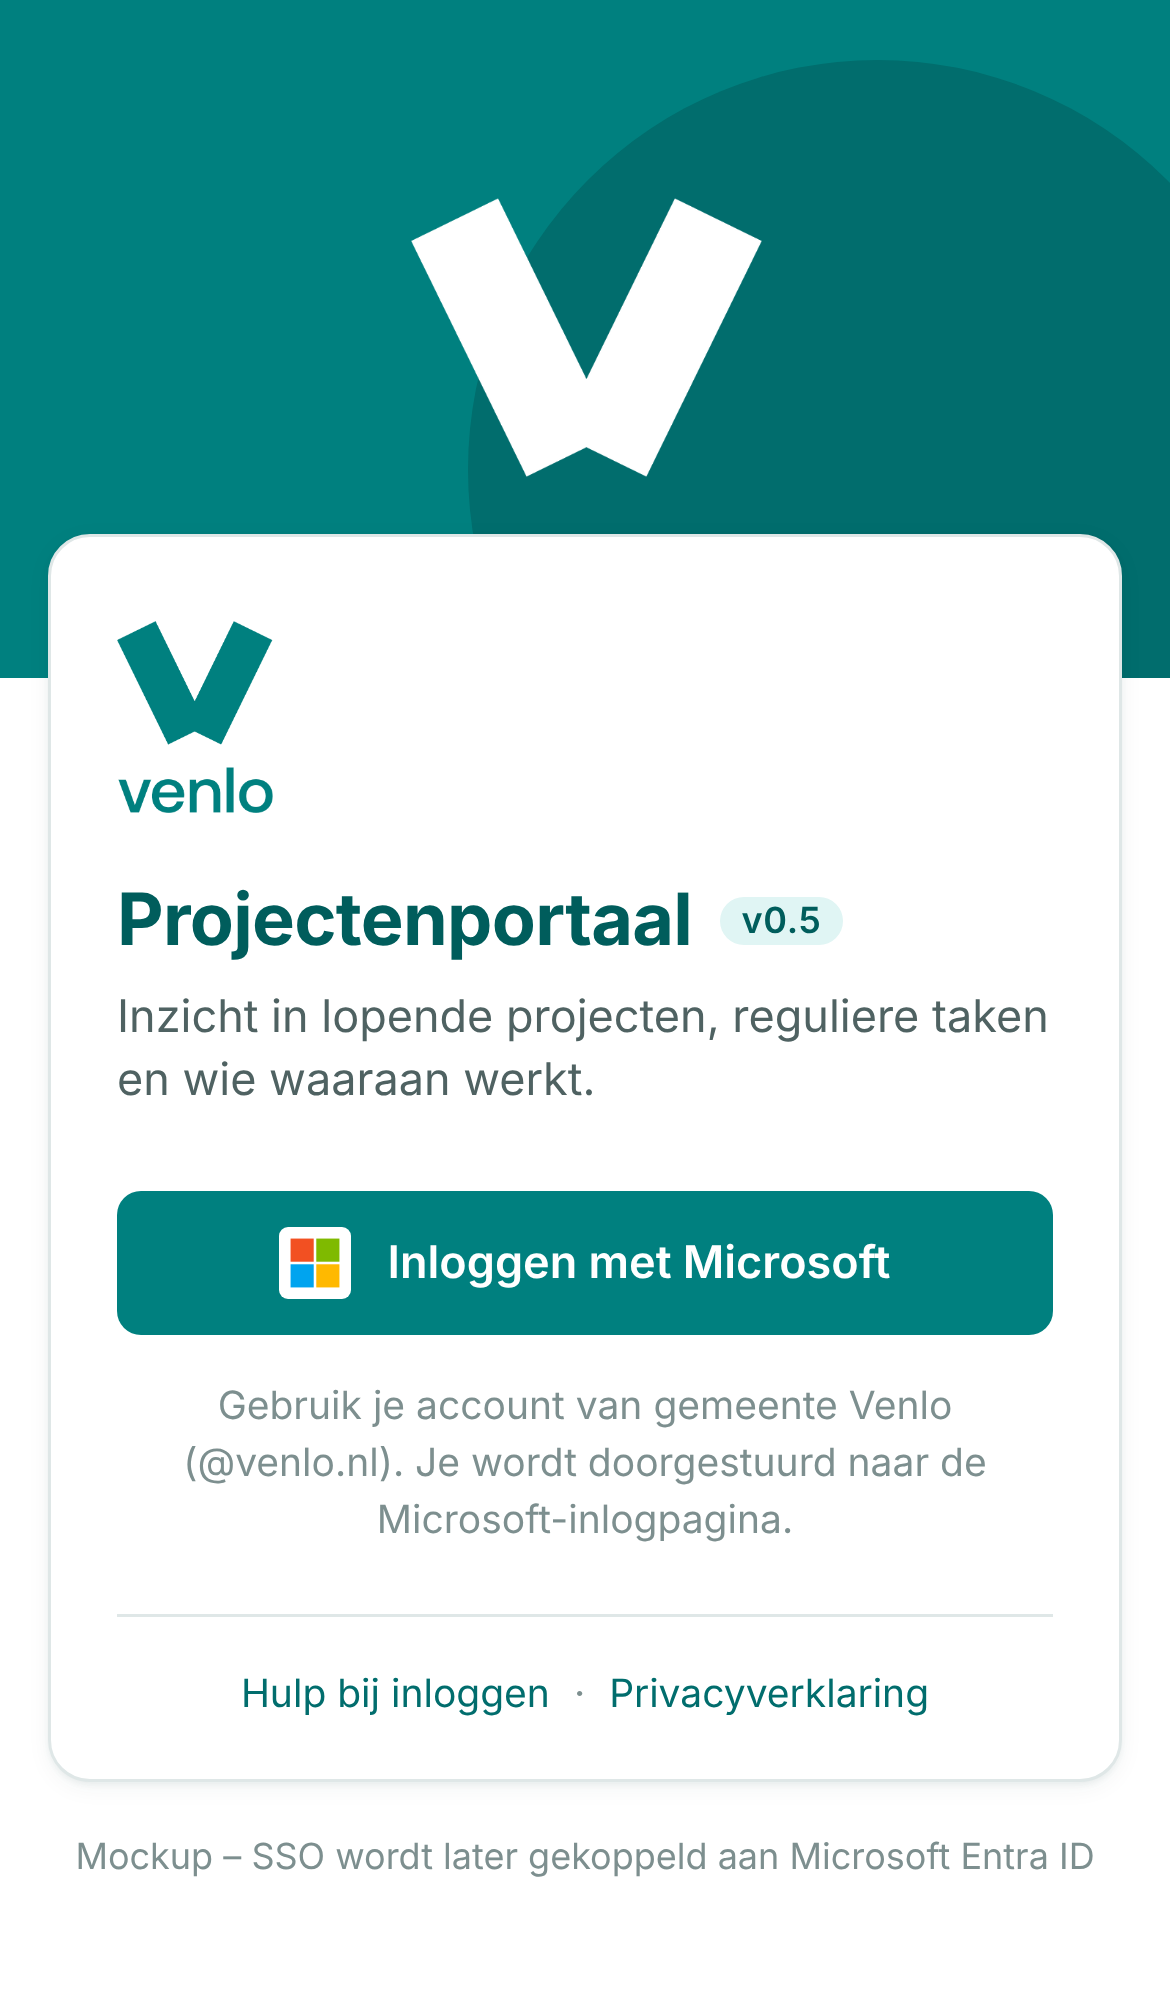 venlo
Projectenportaal v0.5
Inzicht in lopende projecten, reguliere taken
en wie waaraan werkt.
Inloggen met Microsoft
Gebruik je account van gemeente Venlo
(@venlo.nl). Je wordt doorgestuurd naar de
Microsoft-inlogpagina.
Hulp bij inloggen · Privacyverklaring
Mockup – SSO wordt later gekoppeld aan Microsoft Entra ID